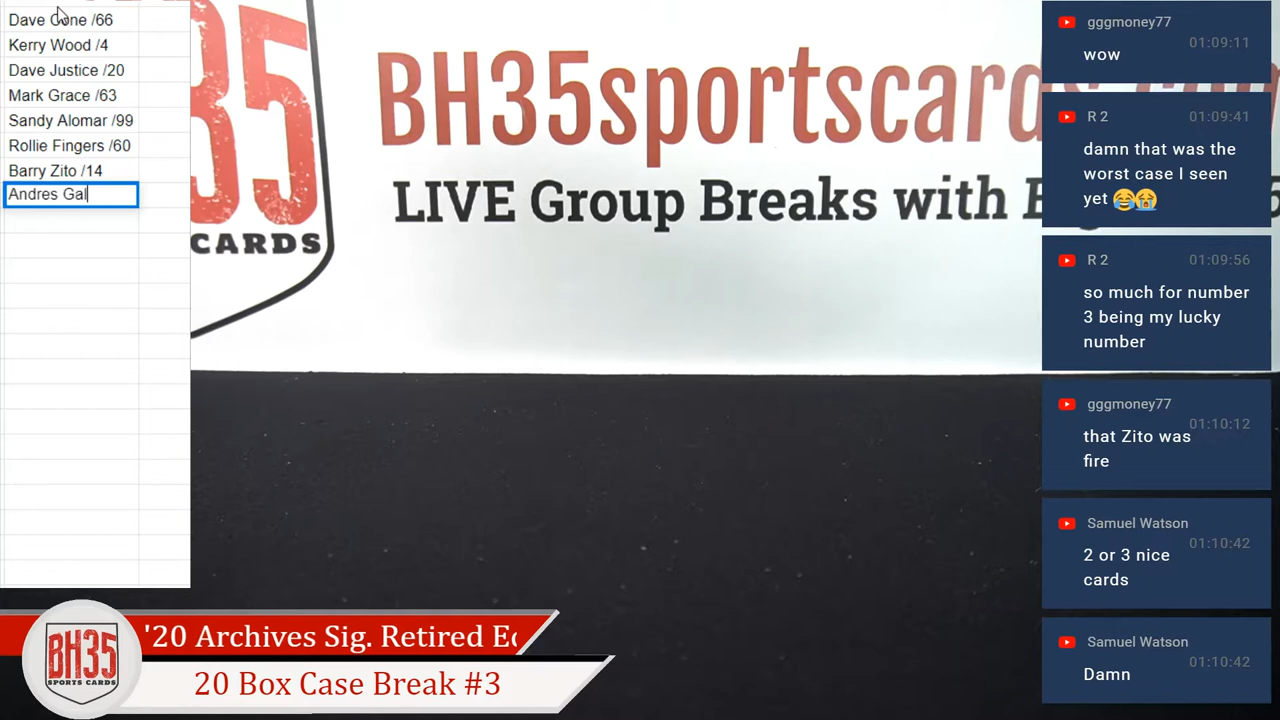 Dave Cone /66
Kerry Wood /4
Dave Justice /20
Mark Grace /63
Sandy Alomar /99
Rollie Fingers /60
Barry Zito /14
Andres Gal
35
CARDS
BH35sportscards.com
LIVE Group Breaks with
gggmoney77
01:09:11
wow
R 2
01:09:41
damn that was the
worst case I seen
yet 😂😭
R 2
01:09:56
so much for number
3 being my lucky
number
gggmoney77
01:10:12
that Zito was
fire
Samuel Watson
01:10:42
2 or 3 nice
cards
Samuel Watson
01:10:42
Damn
BH35
SPORTS CARDS
'20 Archives Sig. Retired Ed
20 Box Case Break #3